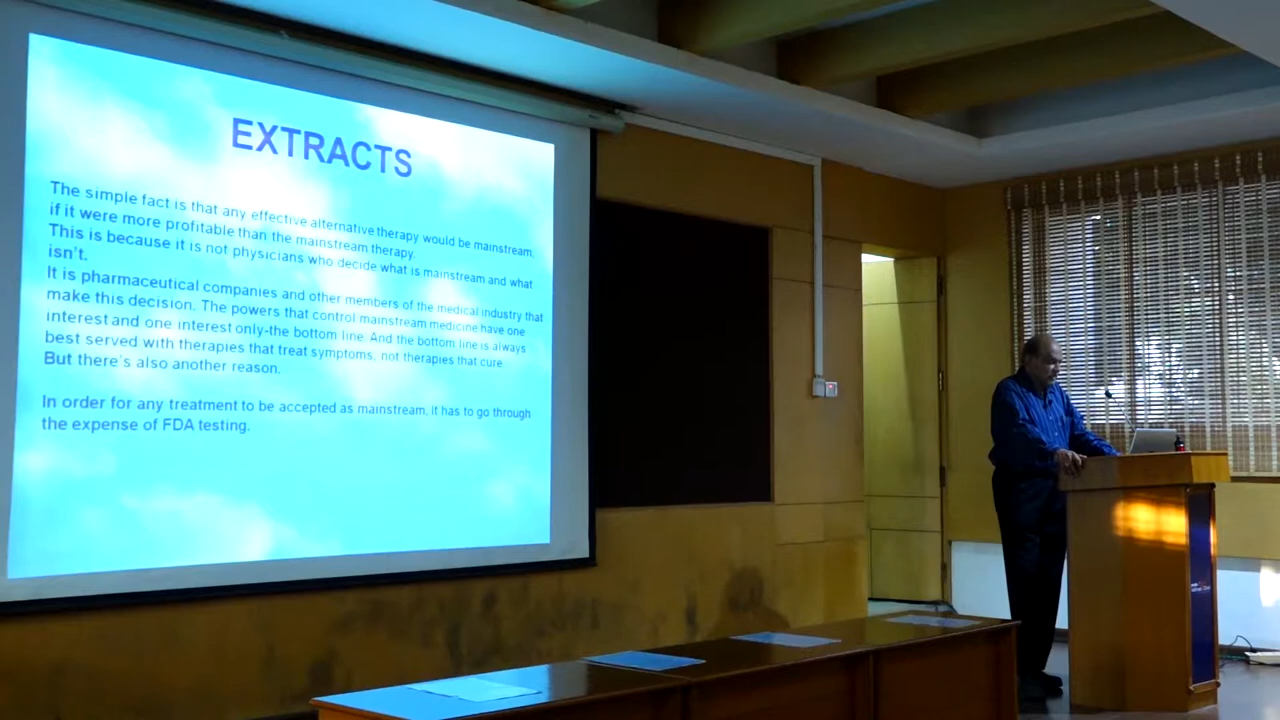 EXTRACTS
The simple fact is that any effective alternative therapy would be mainstream,
if it were more profitable than the mainstream therapy.
This is because it is not physicians who decide what is mainstream and what
isn't.
It is pharmaceutical companies and other members of the medical industry that
make this decision. The powers that control mainstream medicine have one
interest and one interest only-the bottom line. And the bottom line is always
best served with therapies that treat symptoms, not therapies that cure.
But there's also another reason.
In order for any treatment to be accepted as mainstream, it has to go through
the expense of FDA testing.